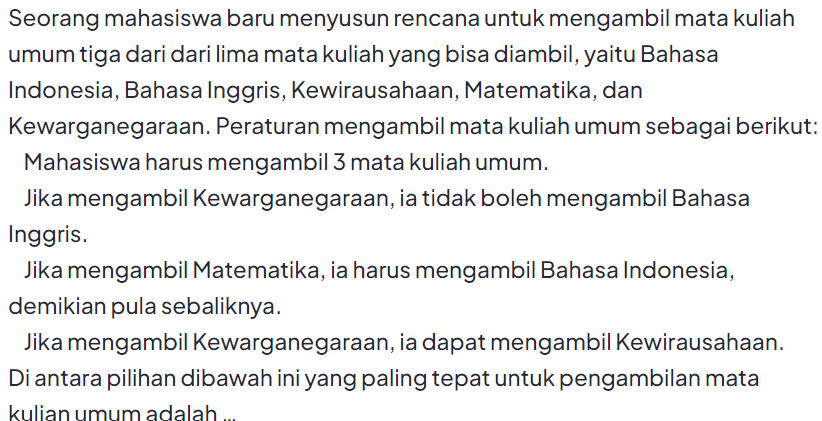 Seorang mahasiswa baru menyusun rencana untuk mengambil mata kuliah
umum tiga dari dari lima mata kuliah yang bisa diambil, yaitu Bahasa
Indonesia, Bahasa Inggris, Kewirausahaan, Matematika, dan
Kewarganegaraan. Peraturan mengambil mata kuliah umum sebagai berikut:
Mahasiswa harus mengambil 3 mata kuliah umum.
Jika mengambil Kewarganegaraan, ia tidak boleh mengambil Bahasa
Inggris.
Jika mengambil Matematika, ia harus mengambil Bahasa Indonesia,
demikian pula sebaliknya.
Jika mengambil Kewarganegaraan, ia dapat mengambil Kewirausahaan.
Di antara pilihan dibawah ini yang paling tepat untuk pengambilan mata
kulian umum adalah ...